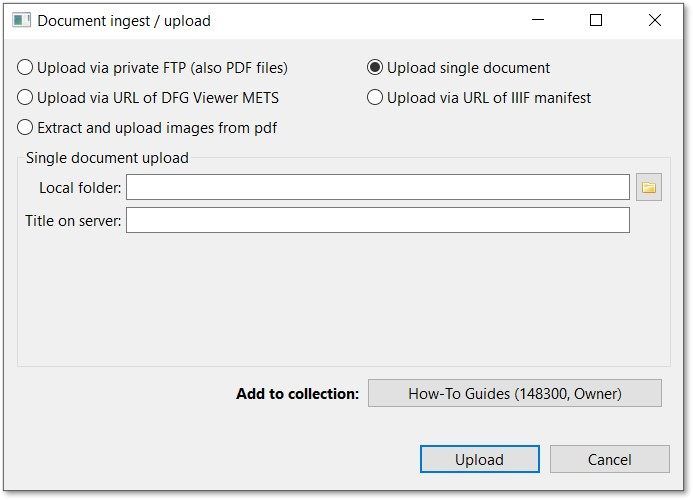 Document ingest / upload
Upload via private FTP (also PDF files)
Upload single document
Upload via URL of DFG Viewer METS
Upload via URL of IIIF manifest
Extract and upload images from pdf
Single document upload
Local folder:
Title on server:
Add to collection: How-To Guides (148300, Owner)
Upload Cancel